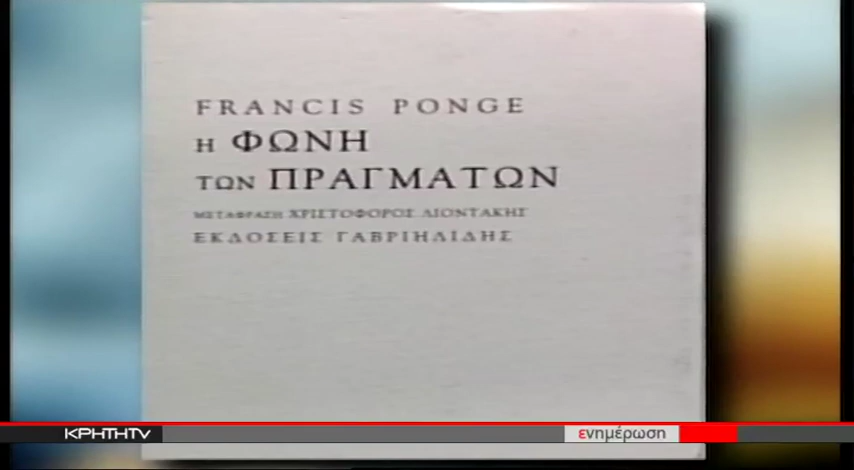 FRANCIS PONGE
Η ΦΩΝΗ
ΤΩΝ ΠΡΑΓΜΑΤΩΝ
ΜΕΤΑΦΡΑΣΗ ΧΡΙΣΤΟΦΟΡΟΣ ΛΙΟΝΤΑΚΗΣ
ΕΚΔΟΣΕΙΣ ΓΑΒΡΙΗΛΙΔΗΣ
ΚΡΗΤΗTV
ενημέρωση